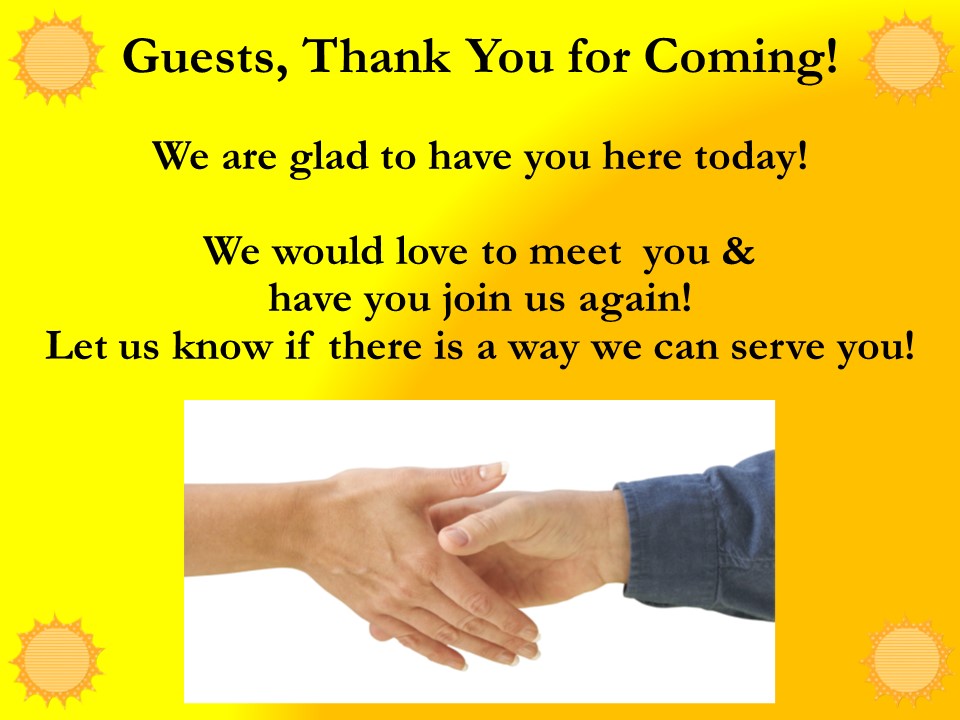 Guests, Thank You for Coming!
We are glad to have you here today!
We would love to meet  you &
have you join us again!
Let us know if there is a way we can serve you!